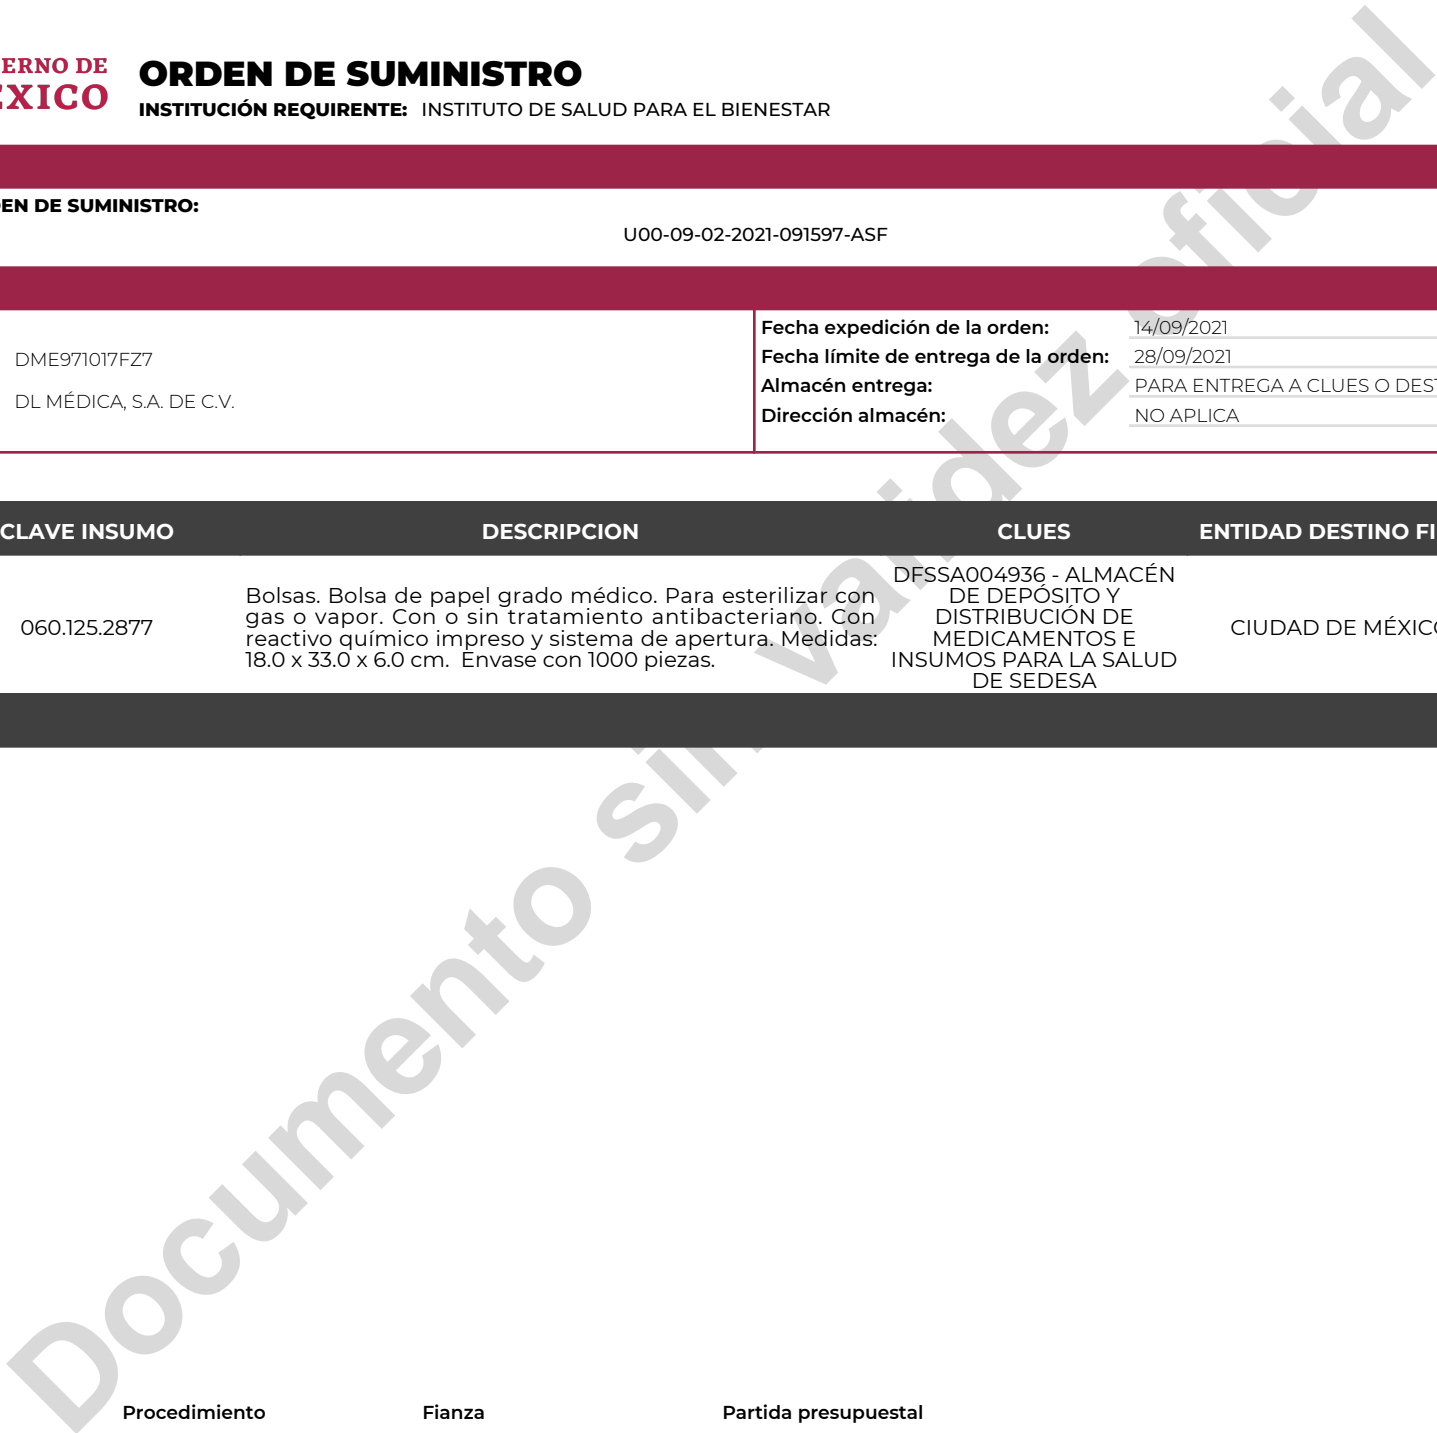 ERNO DE
ÉXICO
ORDEN DE SUMINISTRO
INSTITUCIÓN REQUIRENTE: INSTITUTO DE SALUD PARA EL BIENESTAR
EN DE SUMINISTRO:
U00-09-02-2021-091597-ASF
DME971017FZ7
DL MÉDICA, S.A. DE C.V.
Fecha expedición de la orden: 14/09/2021
Fecha límite de entrega de la orden: 28/09/2021
Almacén entrega: PARA ENTREGA A CLUES O DEST
Dirección almacén: NO APLICA
CLAVE INSUMO DESCRIPCION CLUES ENTIDAD DESTINO FI
060.125.2877
Bolsas. Bolsa de papel grado médico. Para esterilizar con
gas o vapor. Con o sin tratamiento antibacteriano. Con
reactivo químico impreso y sistema de apertura. Medidas:
18.0 x 33.0 x 6.0 cm. Envase con 1000 piezas.
DFSSA004936 - ALMACÉN
DE DEPÓSITO Y
DISTRIBUCIÓN DE
MEDICAMENTOS E
INSUMOS PARA LA SALUD
DE SEDESA
CIUDAD DE MÉXICO
Documento sin validez oficial
Procedimiento Fianza Partida presupuestal